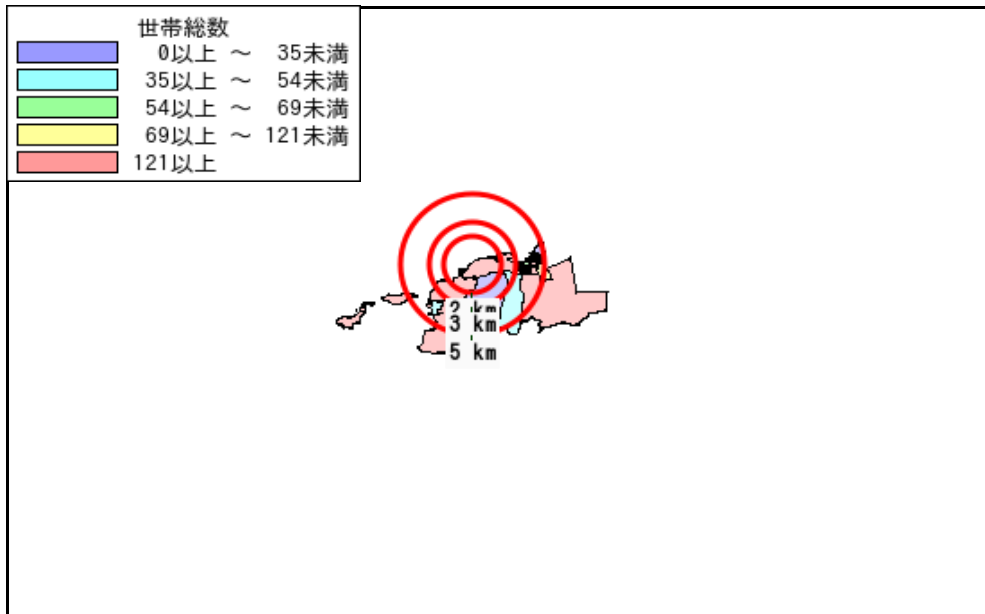 世帯総数
0以上 ～ 35未満
35以上 ～ 54未満
54以上 ～ 69未満
69以上 ～ 121未満
121以上
2 km
3 km
5 km